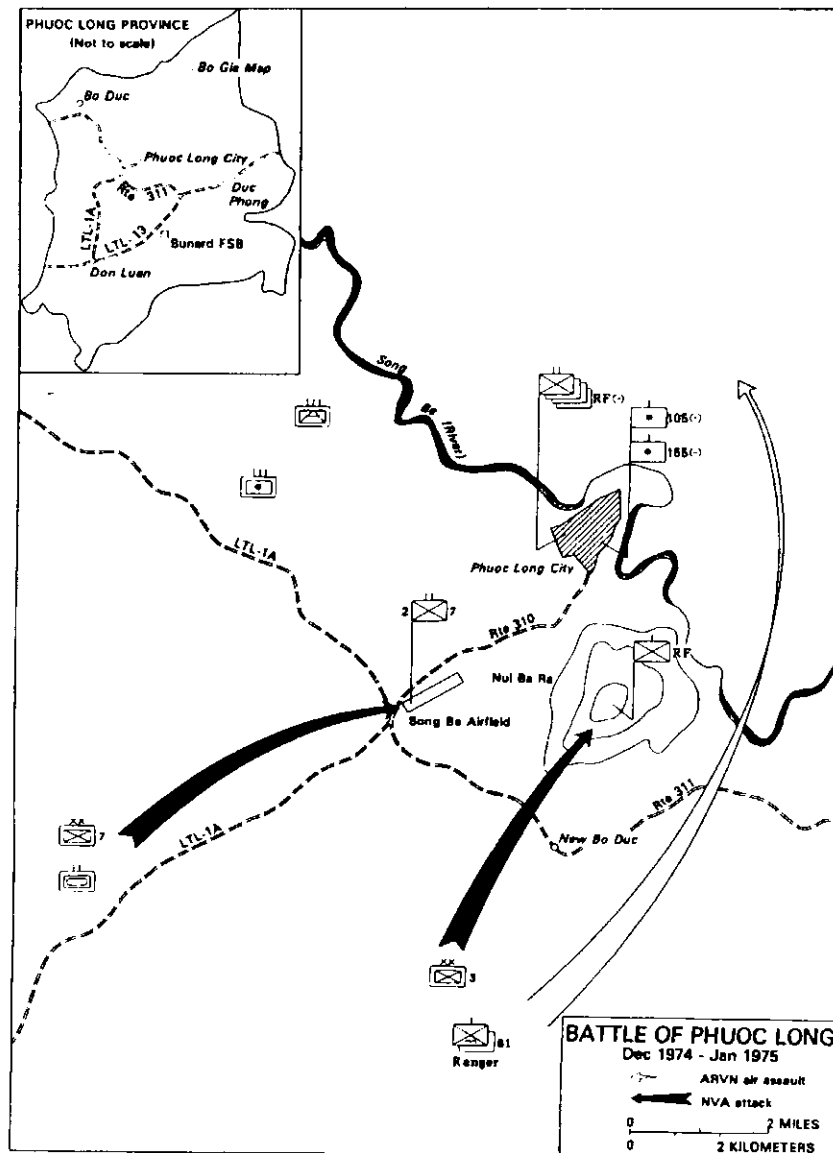 PHUOC LONG PROVINCE
(Not to scale)
Bo Gia Map
Bo Duc
Phuoc Long City
Rte 311
Duc
Phong
LTL-1A
LTL-13
Bunard FSB
Don Luan
Song
Be (River)
RF(-)
105(-)
155(-)
LTL-1A
Phuoc Long City
2 7
Rte 310
RF
Nui Ba Ra
Song Be Airfield
Rte 311
7
LTL-1A
New Bo Duc
3
81
Ranger
BATTLE OF PHUOC LONG
Dec 1974 - Jan 1975
ARVN air assault
NVA attack
0 2 MILES
0 2 KILOMETERS